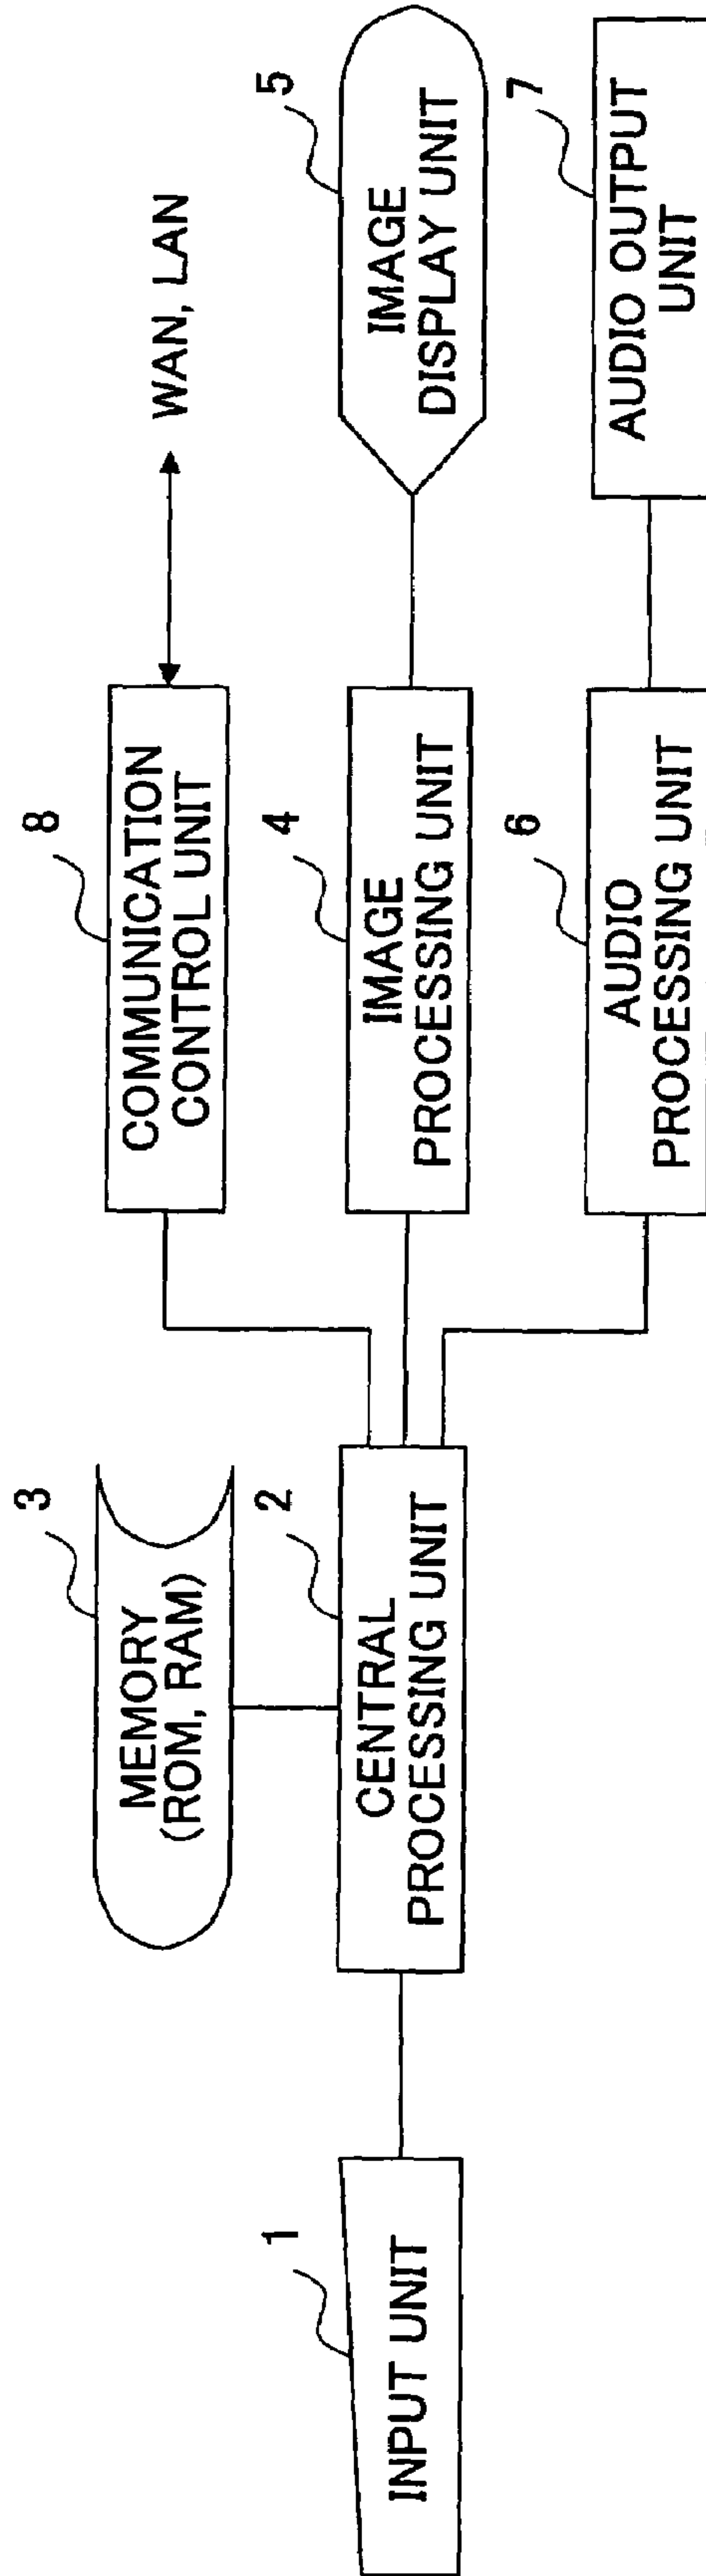 3
MEMORY
(ROM, RAM)
8
COMMUNICATION
CONTROL UNIT
WAN, LAN
1
INPUT UNIT
2
CENTRAL
PROCESSING UNIT
4
IMAGE
PROCESSING UNIT
5
IMAGE
DISPLAY UNIT
6
AUDIO
PROCESSING UNIT
7
AUDIO OUTPUT
UNIT